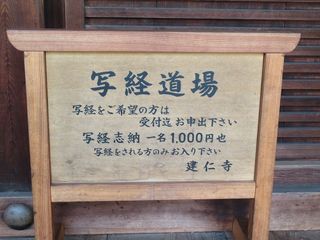 写経道場
写経をご希望の方は
受付迄お申出下さい
写経志納 一名1,000円也
写経をされる方のみお入り下さい
建仁寺